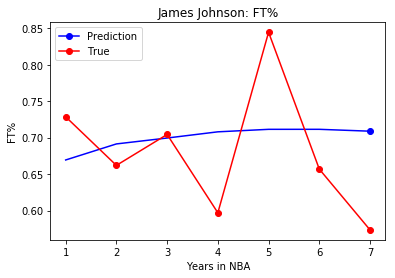 James Johnson: FT%
Prediction
True
0.85
0.80
0.75
0.70
0.65
0.60
FT%
1 2 3 4 5 6 7
Years in NBA